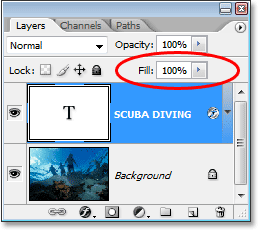 Layers Channels Paths
Normal Opacity: 100%
Lock: Fill: 100%
T SCUBA DIVING
Background